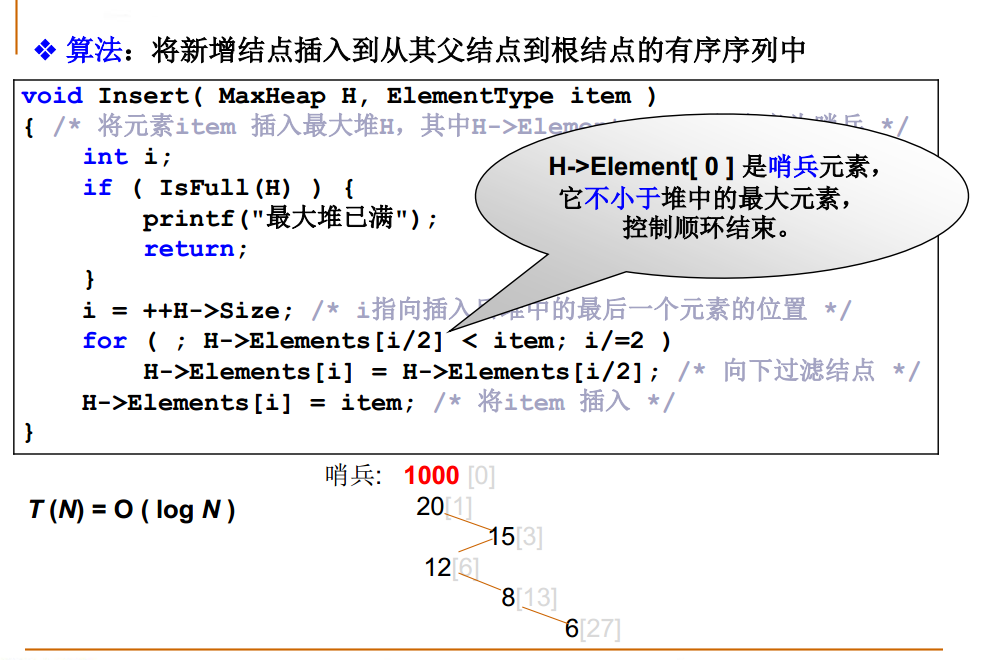 ❖ 算法：将新增结点插入到从其父结点到根结点的有序序列中
void Insert( MaxHeap H, ElementType item )
{ /* 将元素item 插入最大堆H，其中H->Elemen */
int i;
if ( IsFull(H) ) {
printf("最大堆已满");
return;
}
i = ++H->Size; /* i指向插入 堆中的最后一个元素的位置 */
for ( ; H->Elements[i/2] < item; i/=2 )
H->Elements[i] = H->Elements[i/2]; /* 向下过滤结点 */
H->Elements[i] = item; /* 将item 插入 */
}
H->Element[ 0 ] 是哨兵元素，
它不小于堆中的最大元素，
控制顺环结束。
哨兵: 1000 [0]
T (N) = O ( log N )
20[1]
15[3]
12[6]
8[13]
6[27]